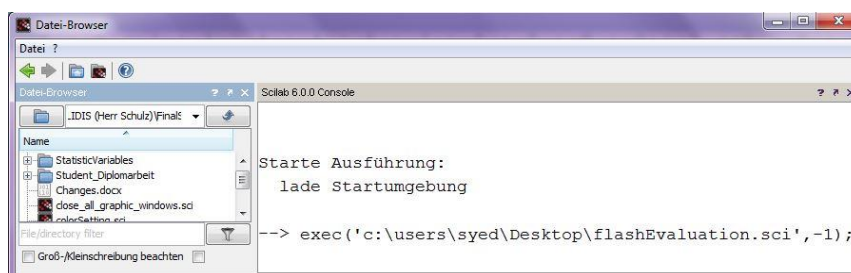 Datei-Browser
Datei ?
Datei-Browser
Scilab 6.0.0 Console
.IDIS (Herr Schulz)\Final
Name
StatisticVariables
Student_Diplomarbeit
Changes.docx
close_all_graphic_windows.sci
colorSetting.sci
File/directory filter
Groß-/Kleinschreibung beachten
Starte Ausführung:
lade Startumgebung
--> exec('c:\users\syed\Desktop\flashEvaluation.sci',-1);